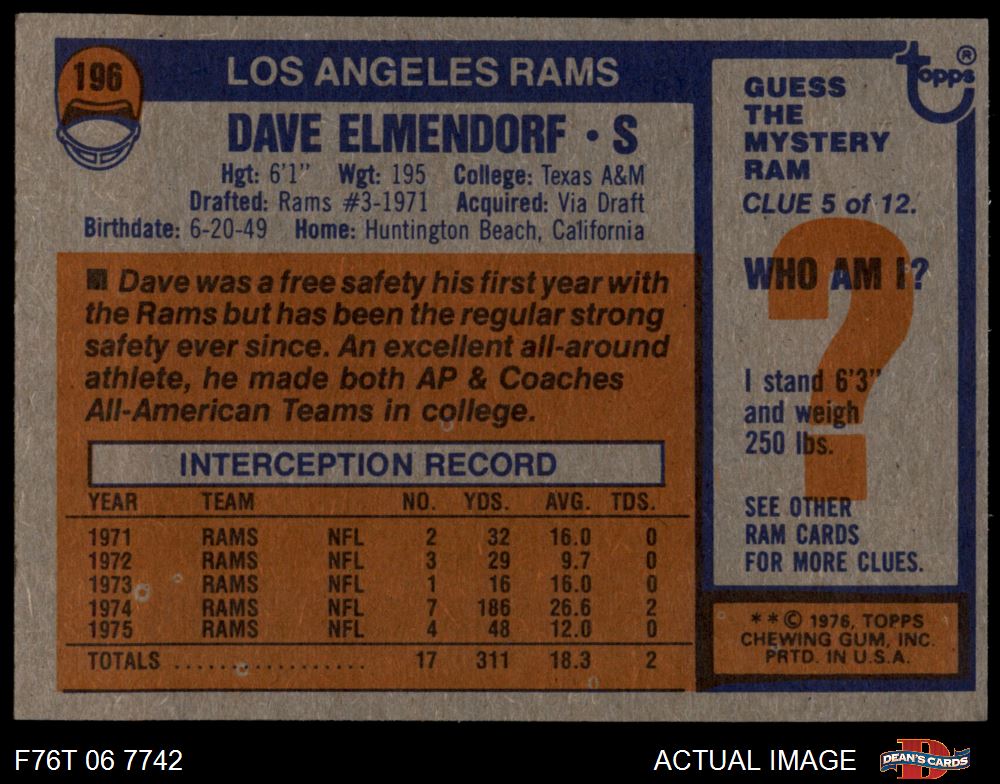 196
LOS ANGELES RAMS
DAVE ELMENDORF • S
Hgt: 6'1" Wgt: 195 College: Texas A&M
Drafted: Rams #3-1971 Acquired: Via Draft
Birthdate: 6-20-49 Home: Huntington Beach, California
■ Dave was a free safety his first year with
the Rams but has been the regular strong
safety ever since. An excellent all-around
athlete, he made both AP & Coaches
All-American Teams in college.
INTERCEPTION RECORD
YEAR TEAM NO. YDS. AVG. TDS.
1971 RAMS NFL 2 32 16.0 0
1972 RAMS NFL 3 29 9.7 0
1973 RAMS NFL 1 16 16.0 0
1974 RAMS NFL 7 186 26.6 2
1975 RAMS NFL 4 48 12.0 0
TOTALS ................. 17 311 18.3 2
topps ®
GUESS
THE
MYSTERY
RAM
CLUE 5 of 12.
?
WHO AM I?
I stand 6'3"
and weigh
250 lbs.
SEE OTHER
RAM CARDS
FOR MORE CLUES.
* * © 1976, TOPPS
CHEWING GUM, INC.
PRTD. IN U.S.A.
F76T 06 7742
ACTUAL IMAGE
D
DEAN'S CARDS